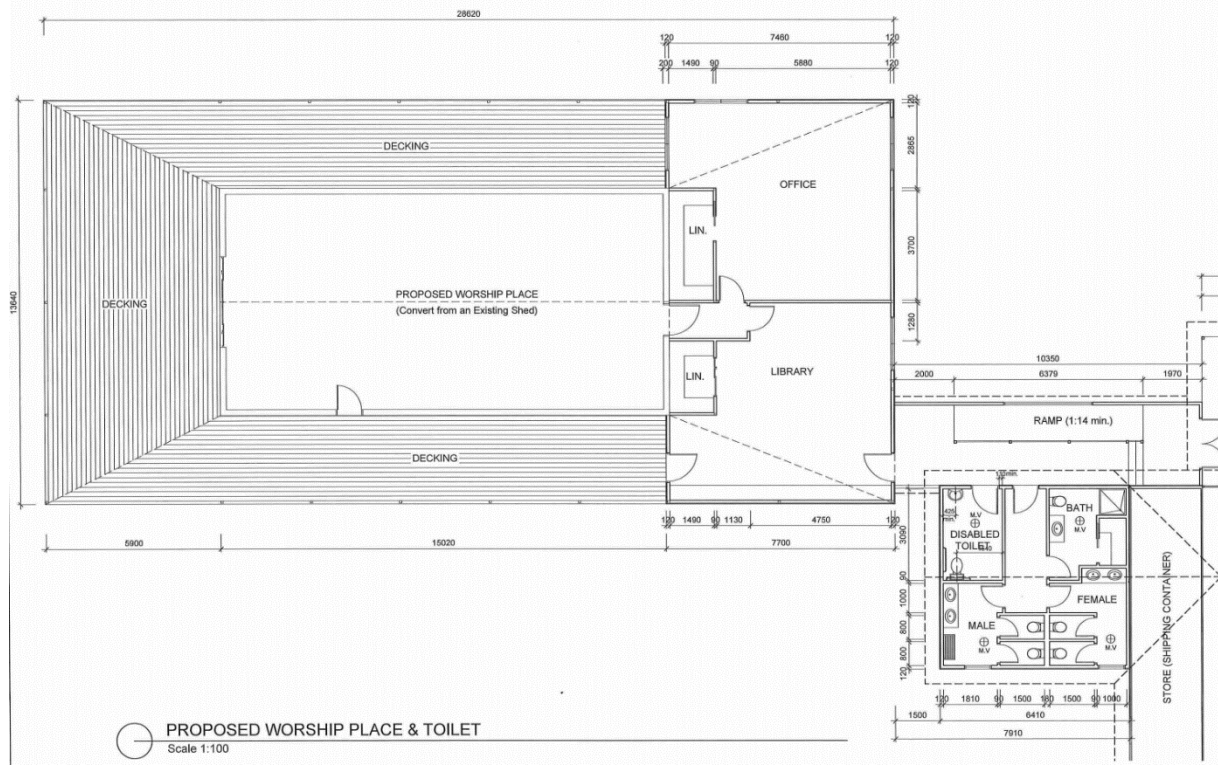 28620
120
7460
120
200
1490
90
5880
120
13640
DECKING
DECKING
DECKING
OFFICE
LIN.
PROPOSED WORSHIP PLACE
(Convert from an Existing Shed)
LIBRARY
LIN.
120
2865
3700
1280
10350
2000
6379
1970
RAMP (1:14 min.)
120
1490
90
1130
4750
120
5900
15020
7700
3090
90
1000
800
800
120
M.V
DISABLED
TOILET
BATH
M.V
MALE
M.V
FEMALE
M.V
STORE (SHIPPING CONTAINER)
120
1810
90
1500
180
1500
90
1500
6410
7910
PROPOSED WORSHIP PLACE & TOILET
Scale 1:100